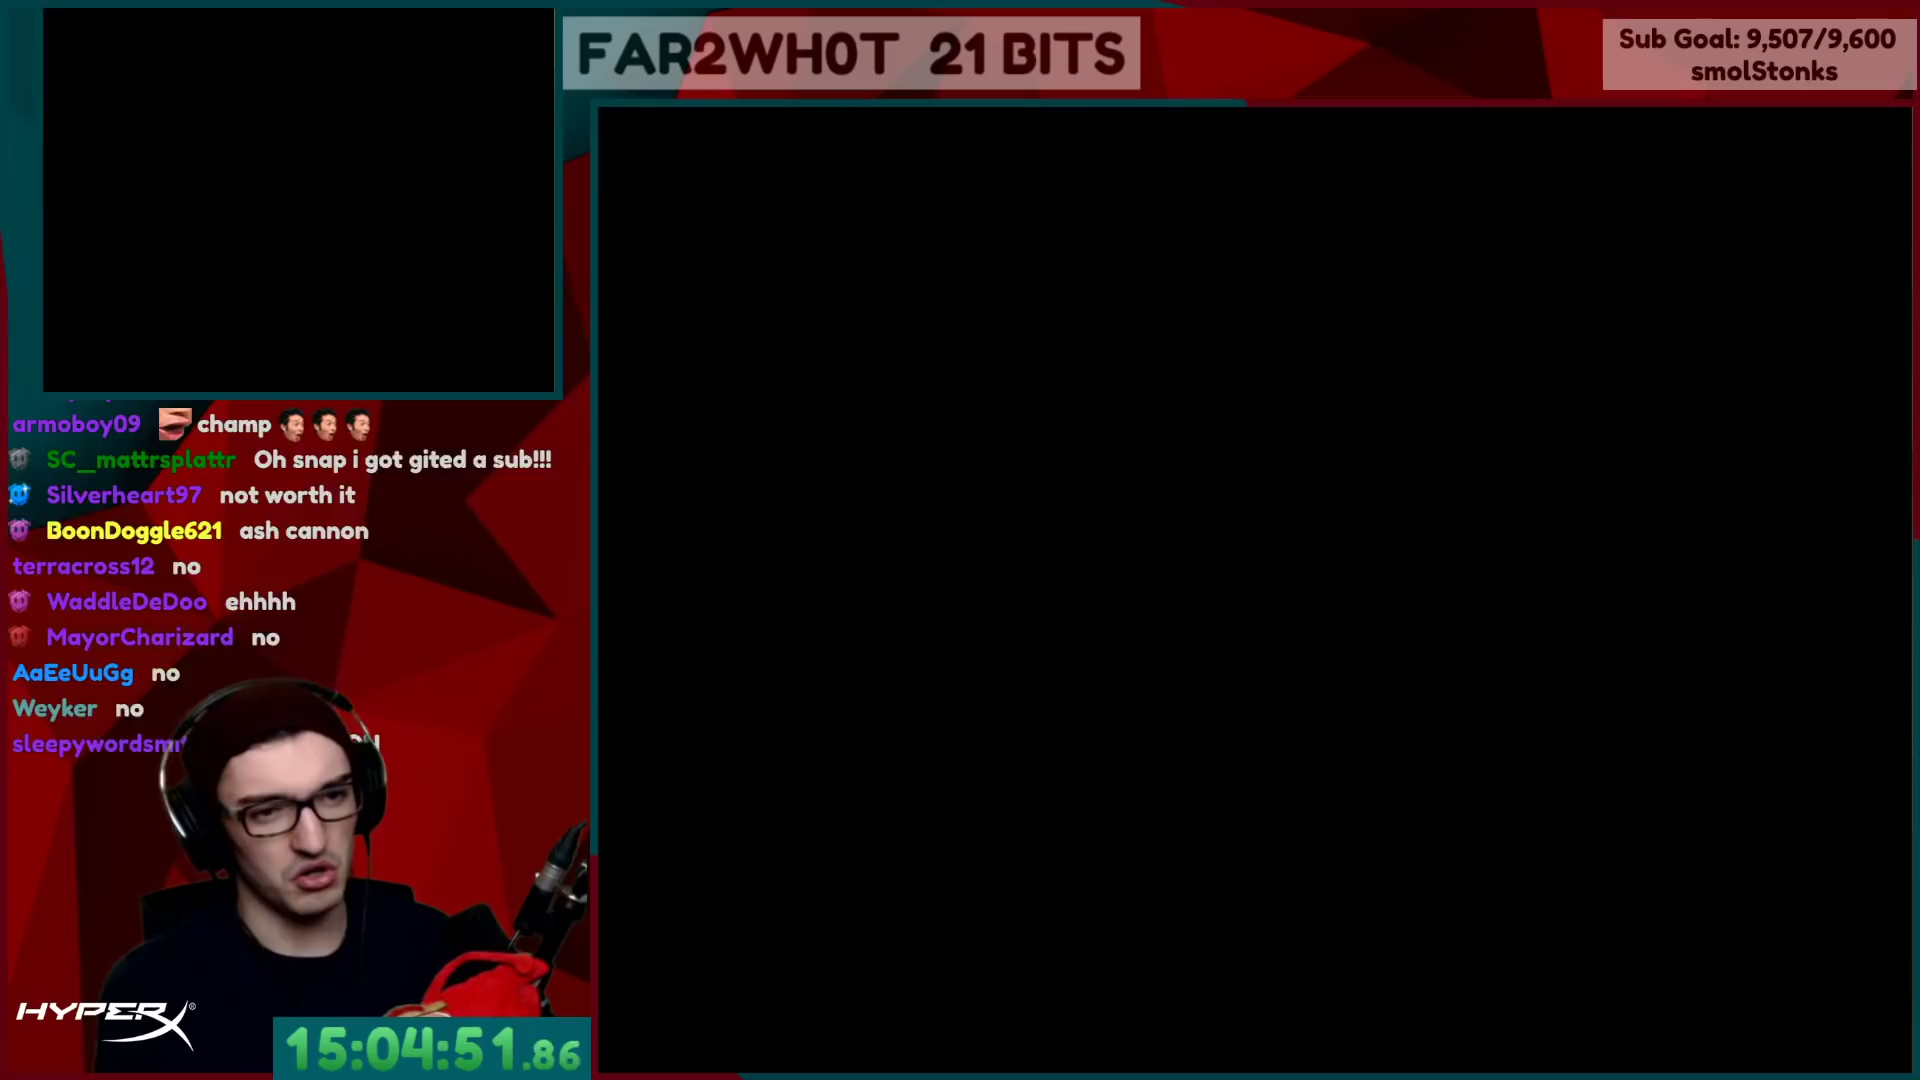 FAR2WH0T 21 BITS
Sub Goal: 9,507/9,600
smolStonks
armoboy09 champ
SC_mattrsplattr Oh snap i got gited a sub!!!
Silverheart97 not worth it
BoonDoggle621 ash cannon
terracross12 no
WaddleDeDoo ehhhh
MayorCharizard no
AaEeUuGg no
Weyker no
HYPERX®
15:04:51.86